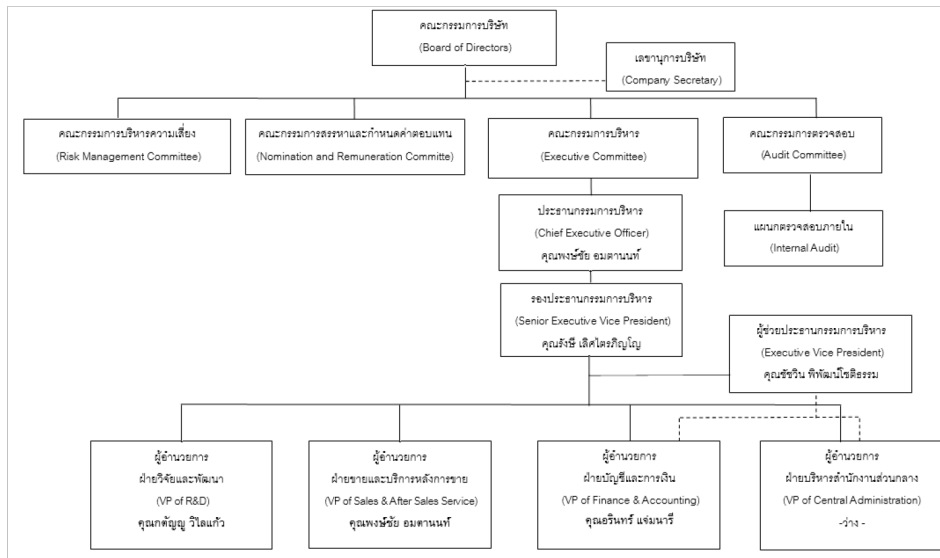 คณะกรรมการบริษัท
(Board of Directors)
เลขานุการบริษัท
(Company Secretary)
คณะกรรมการบริหารความเสี่ยง
(Risk Management Committee)
คณะกรรมการสรรหาและกำหนดค่าตอบแทน
(Nomination and Remuneration Committe)
คณะกรรมการบริหาร
(Executive Committee)
คณะกรรมการตรวจสอบ
(Audit Committee)
ประธานกรรมการบริหาร
(Chief Executive Officer)
คุณพงษ์ชัย อมตานนท์
แผนกตรวจสอบภายใน
(Internal Audit)
รองประธานกรรมการบริหาร
(Senior Executive Vice President)
คุณรังษี เลิศไตรภิญโญ
ผู้ช่วยประธานกรรมการบริหาร
(Executive Vice President)
คุณชัชวิน พิพัฒน์โชติธรรม
ผู้อำนวยการ
ฝ่ายวิจัยและพัฒนา
(VP of R&D)
คุณกตัญญู วิไลแก้ว
ผู้อำนวยการ
ฝ่ายขายและบริการหลังการขาย
(VP of Sales & After Sales Service)
คุณพงษ์ชัย อมตานนท์
ผู้อำนวยการ
ฝ่ายบัญชีและการเงิน
(VP of Finance & Accounting)
คุณอรินทร์ แจ่มนารี
ผู้อำนวยการ
ฝ่ายบริหารสำนักงานส่วนกลาง
(VP of Central Administration)
-ว่าง -